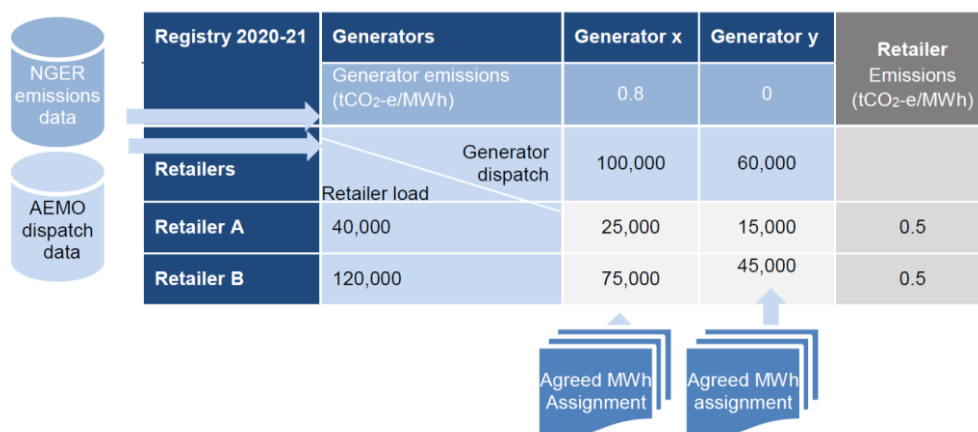 NGER
emissions
data
AEMO
dispatch
data
Registry 2020-21
Generators
Generator x
Generator y
Retailer
Emissions
(tCO₂-e/MWh)
Generator emissions
(tCO₂-e/MWh)
0.8
0
Retailers
Generator
dispatch
Retailer load
100,000
60,000
Retailer A
40,000
25,000
15,000
0.5
Retailer B
120,000
75,000
45,000
0.5
Agreed MWh
Assignment
Agreed MWh
assignment